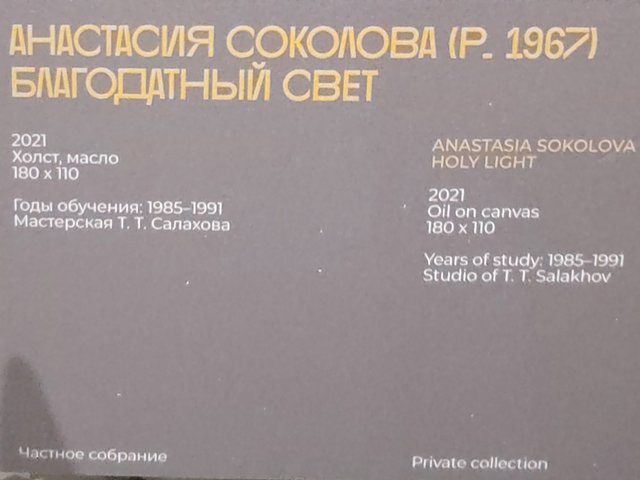 АНАСТАСИЯ СОКОЛОВА (Р. 1967)
БЛАГОДАТНЫЙ СВЕТ
2021
Холст, масло
180 x 110
Годы обучения: 1985–1991
Мастерская Т. Т. Салахова
Частное собрание
ANASTASIA SOKOLOVA
HOLY LIGHT
2021
Oil on canvas
180 x 110
Years of study: 1985–1991
Studio of T. T. Salakhov
Private collection